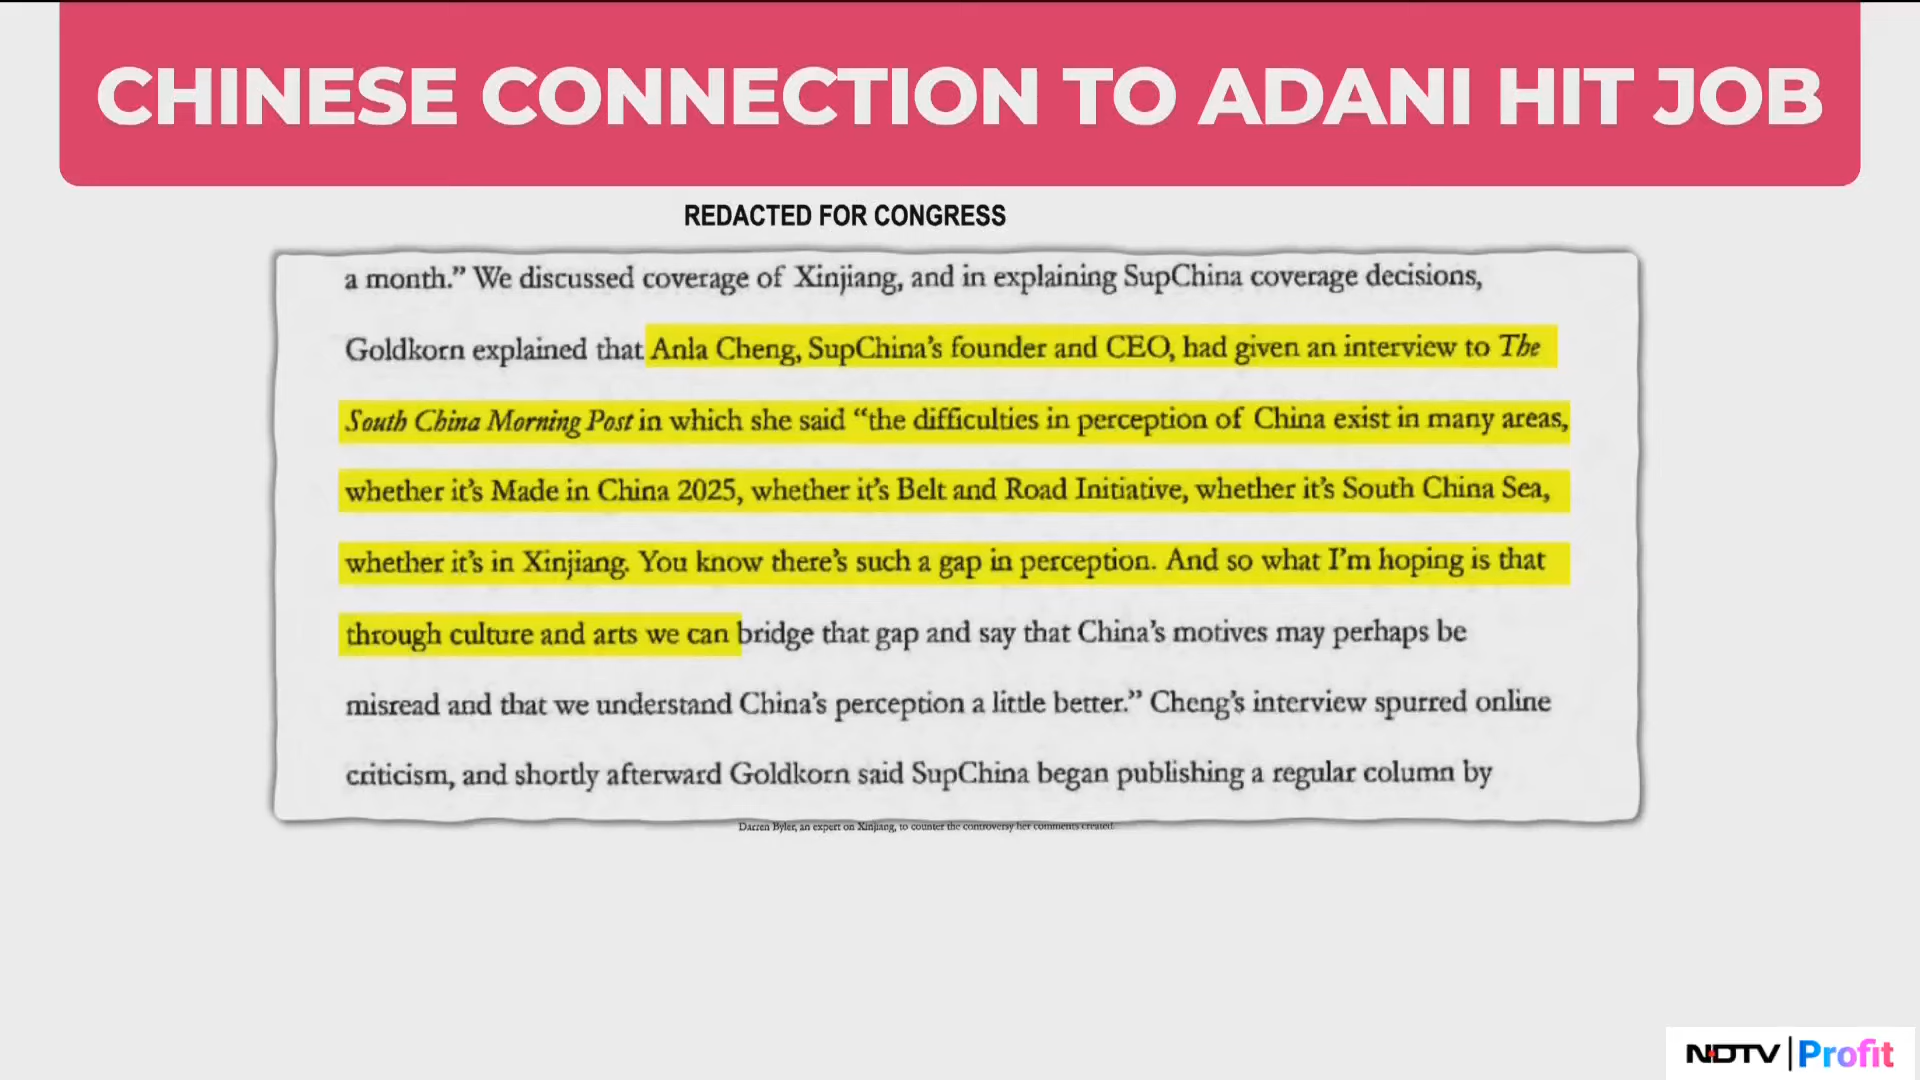 CHINESE CONNECTION TO ADANI HIT JOB
REDACTED FOR CONGRESS
a month.” We discussed coverage of Xinjiang, and in explaining SupChina coverage decisions,
Goldkorn explained that Anla Cheng, SupChina’s founder and CEO, had given an interview to The
South China Morning Post in which she said “the difficulties in perception of China exist in many areas,
whether it’s Made in China 2025, whether it’s Belt and Road Initiative, whether it’s South China Sea,
whether it’s in Xinjiang. You know there’s such a gap in perception. And so what I’m hoping is that
through culture and arts we can bridge that gap and say that China’s motives may perhaps be
misread and that we understand China’s perception a little better.” Cheng’s interview spurred online
criticism, and shortly afterward Goldkorn said SupChina began publishing a regular column by
Darren Byler, an expert on Xinjiang, to counter the controversy her comments created.
NDTV Profit